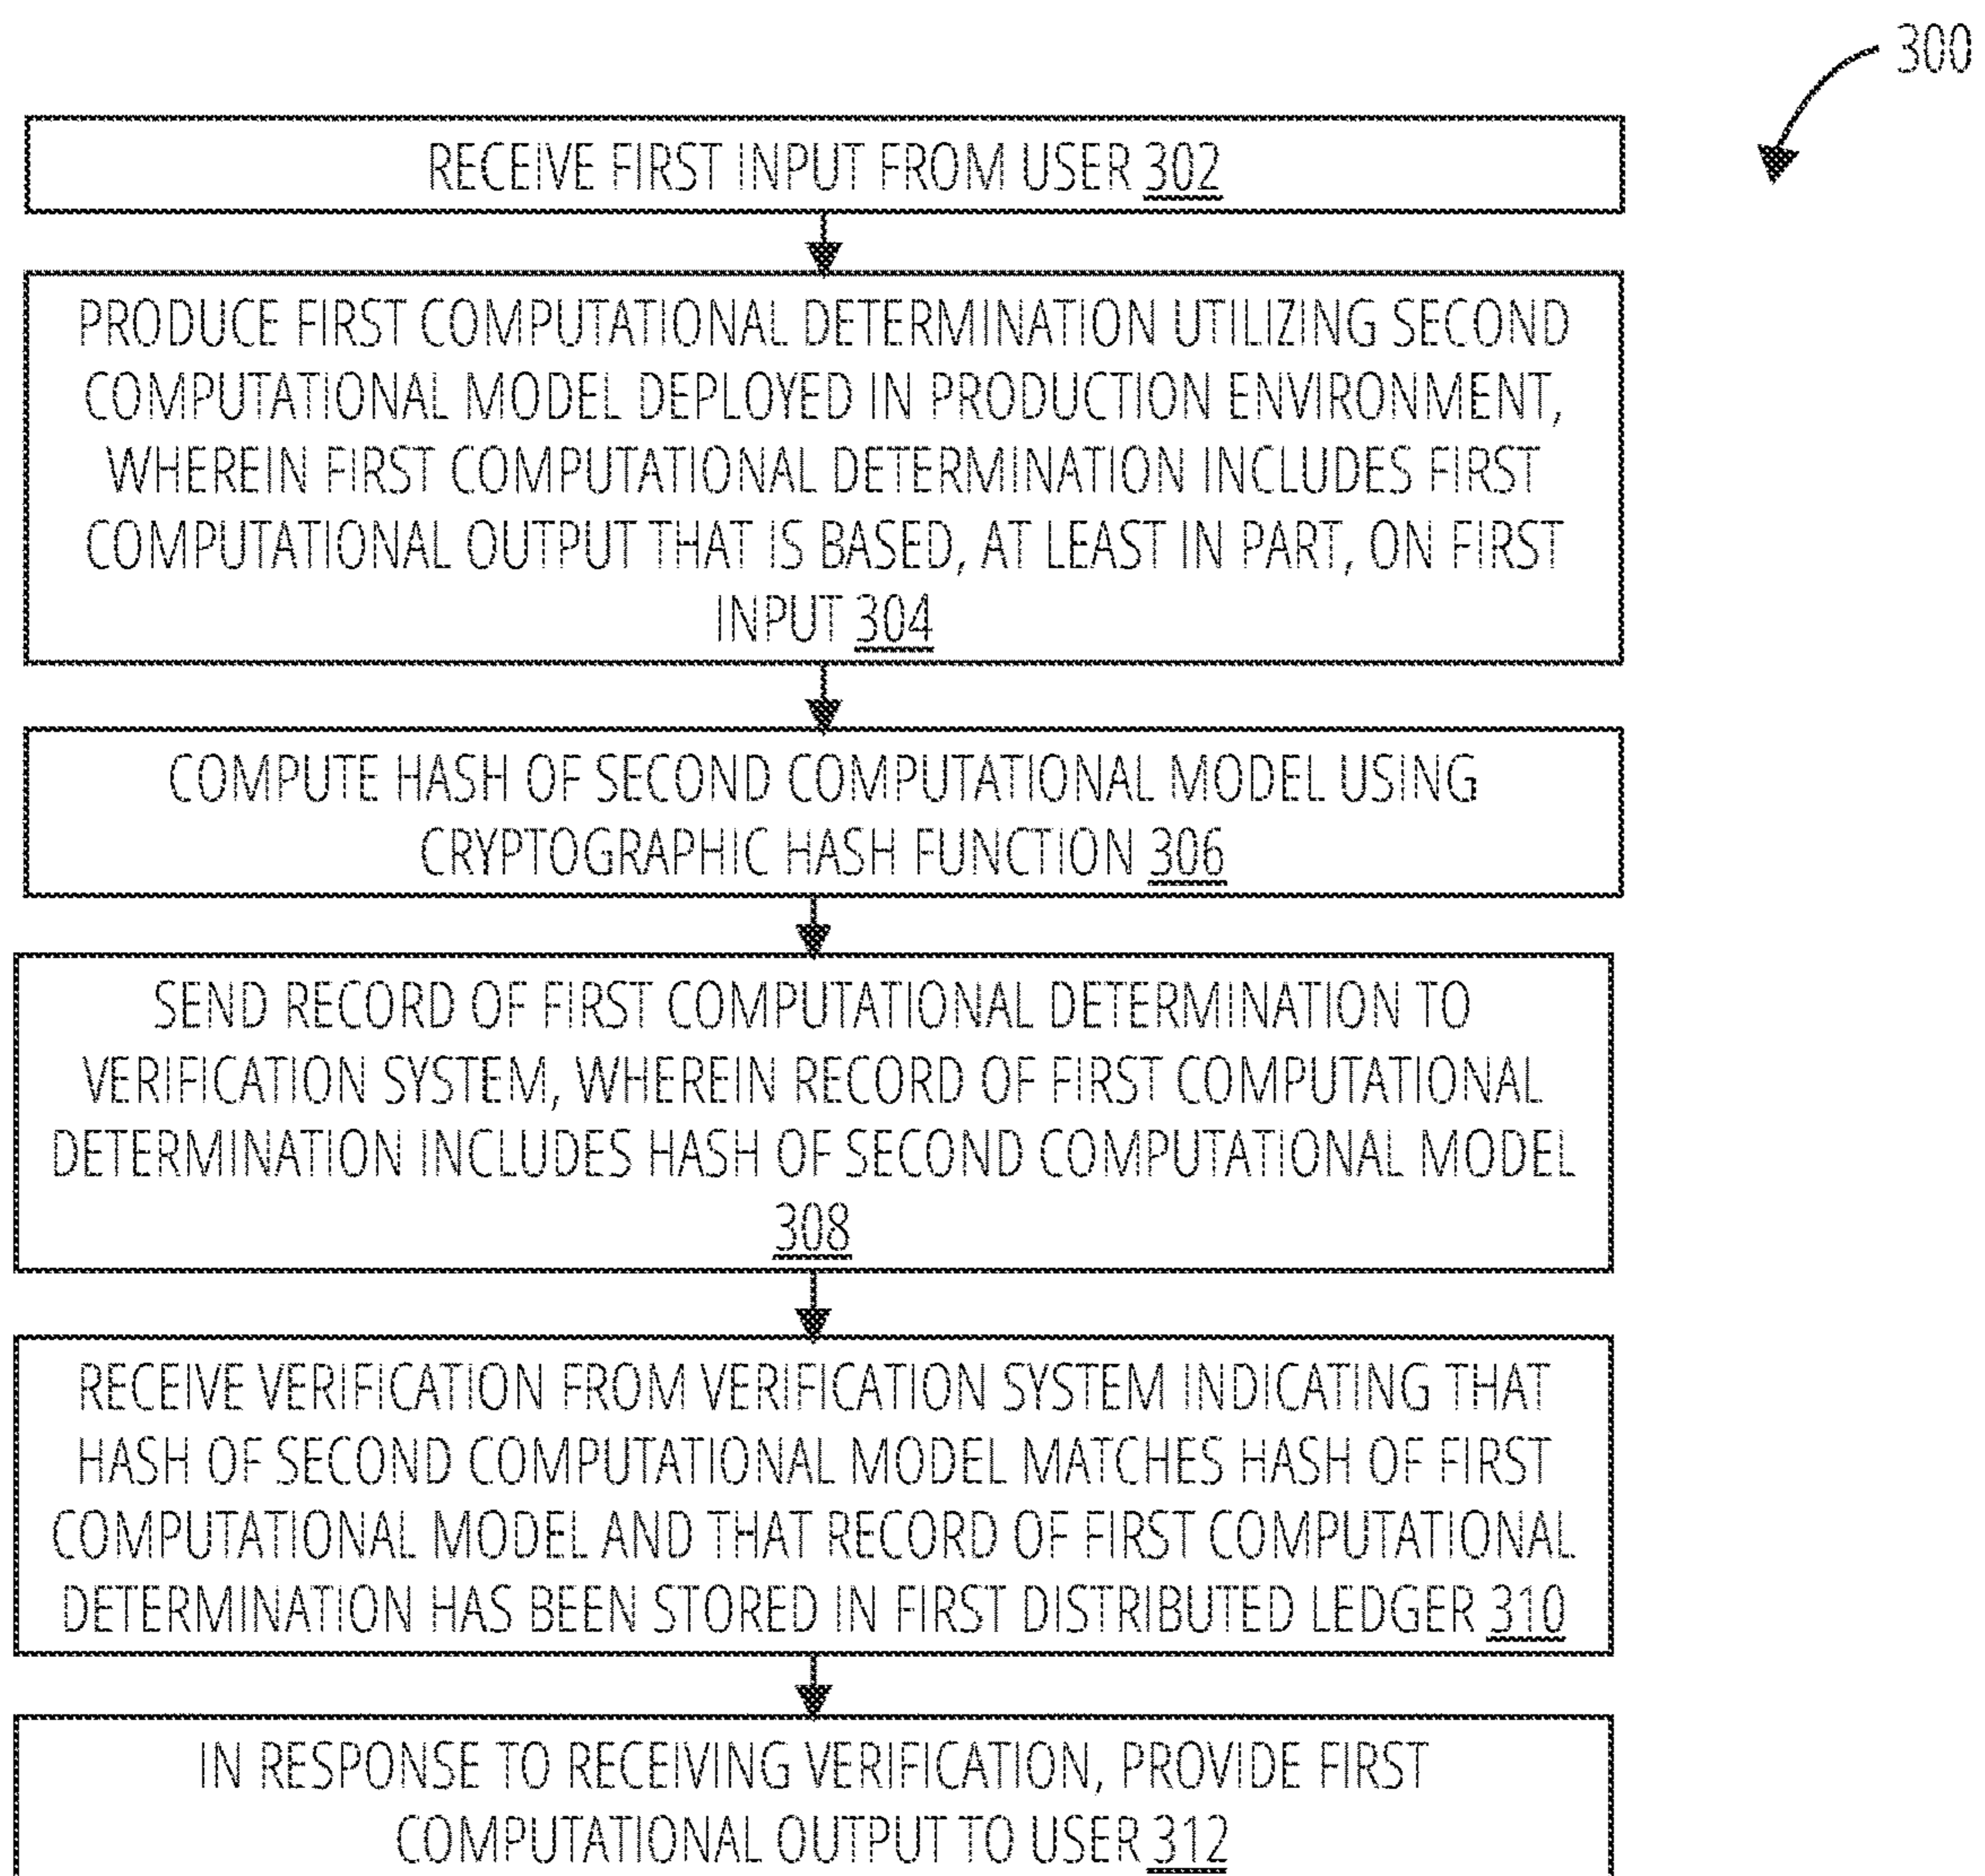 300
RECEIVE FIRST INPUT FROM USER 302
PRODUCE FIRST COMPUTATIONAL DETERMINATION UTILIZING SECOND
COMPUTATIONAL MODEL DEPLOYED IN PRODUCTION ENVIRONMENT,
WHEREIN FIRST COMPUTATIONAL DETERMINATION INCLUDES FIRST
COMPUTATIONAL OUTPUT THAT IS BASED, AT LEAST IN PART, ON FIRST
INPUT 304
COMPUTE HASH OF SECOND COMPUTATIONAL MODEL USING
CRYPTOGRAPHIC HASH FUNCTION 306
SEND RECORD OF FIRST COMPUTATIONAL DETERMINATION TO
VERIFICATION SYSTEM, WHEREIN RECORD OF FIRST COMPUTATIONAL
DETERMINATION INCLUDES HASH OF SECOND COMPUTATIONAL MODEL
308
RECEIVE VERIFICATION FROM VERIFICATION SYSTEM INDICATING THAT
HASH OF SECOND COMPUTATIONAL MODEL MATCHES HASH OF FIRST
COMPUTATIONAL MODEL AND THAT RECORD OF FIRST COMPUTATIONAL
DETERMINATION HAS BEEN STORED IN FIRST DISTRIBUTED LEDGER 310
IN RESPONSE TO RECEIVING VERIFICATION, PROVIDE FIRST
COMPUTATIONAL OUTPUT TO USER 312